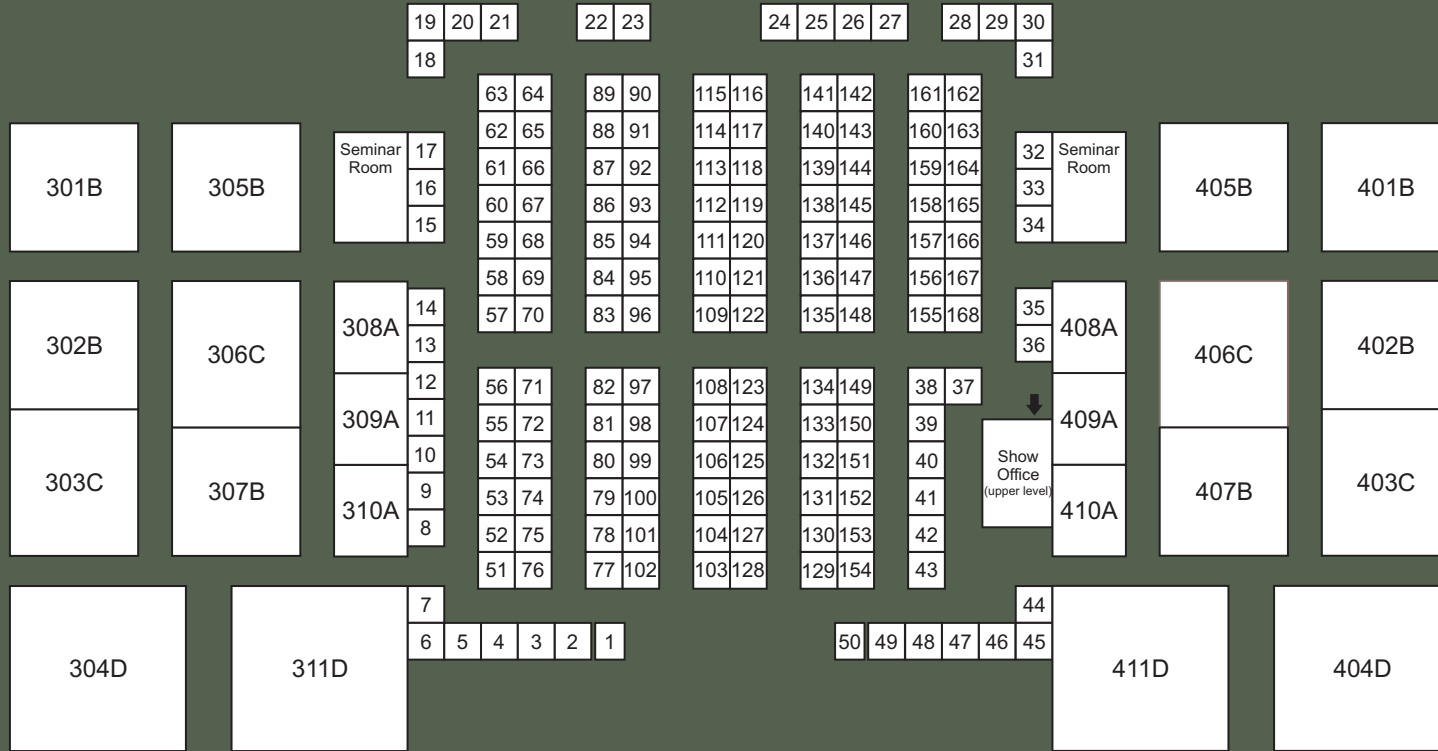 19 20 21 22 23 24 25 26 27 28 29 30
18 31
63 64 89 90 115 116 141 142 161 162
62 65 88 91 114 117 140 143 160 163
301B 305B Seminar
Room 17 61 66 87 92 113 118 139 144 159 164 32 Seminar
Room 405B 401B
16 60 67 86 93 112 119 138 145 158 165 33
15 59 68 85 94 111 120 137 146 157 166 34
58 69 84 95 110 121 136 147 156 167
302B 306C 308A 14 57 70 83 96 109 122 135 148 155 168 35 408A 406C 402B
13 36
12 56 71 82 97 108 123 134 149 38 37
309A 11 55 72 81 98 107 124 133 150 39 409A
303C 307B 10 54 73 80 99 106 125 132 151 40 Show
Office
(upper level) 407B 403C
310A 9 53 74 79 100 105 126 131 152 41 410A
8 52 75 78 101 104 127 130 153 42
51 76 77 102 103 128 129 154 43
7 44
304D 311D 6 5 4 3 2 1 50 49 48 47 46 45 411D 404D